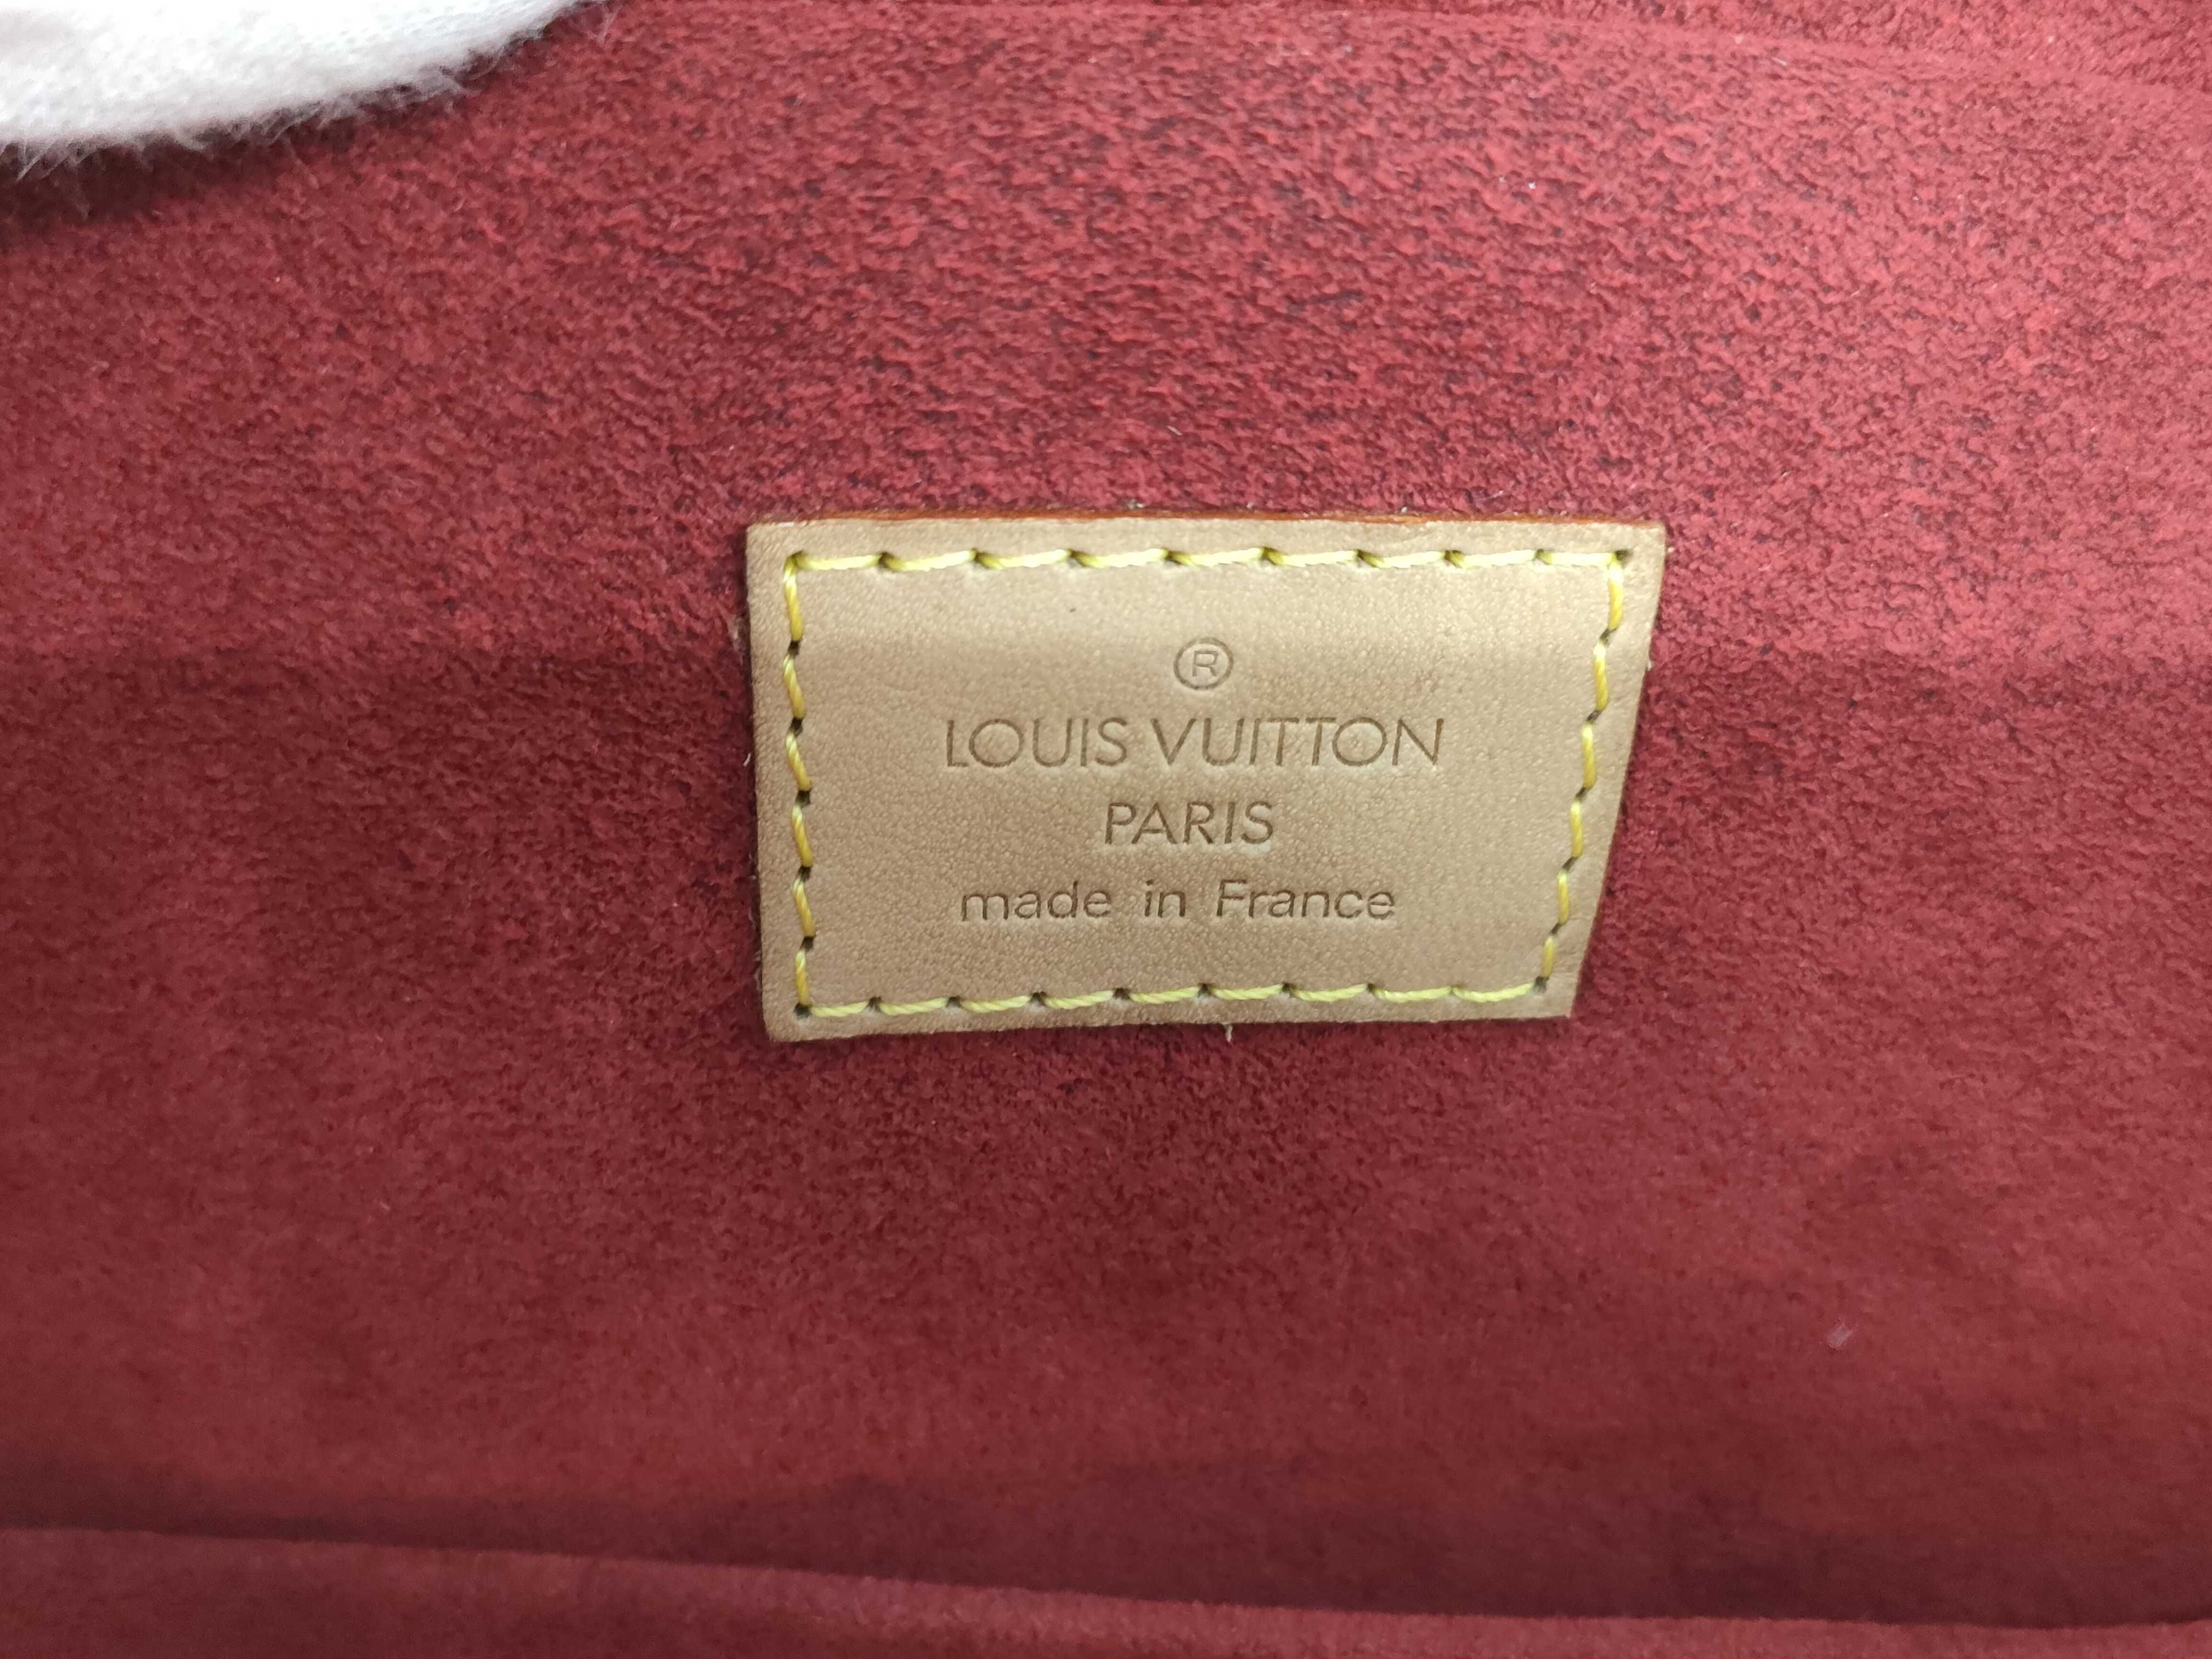 ®
LOUIS VUITTON
PARIS
made in France